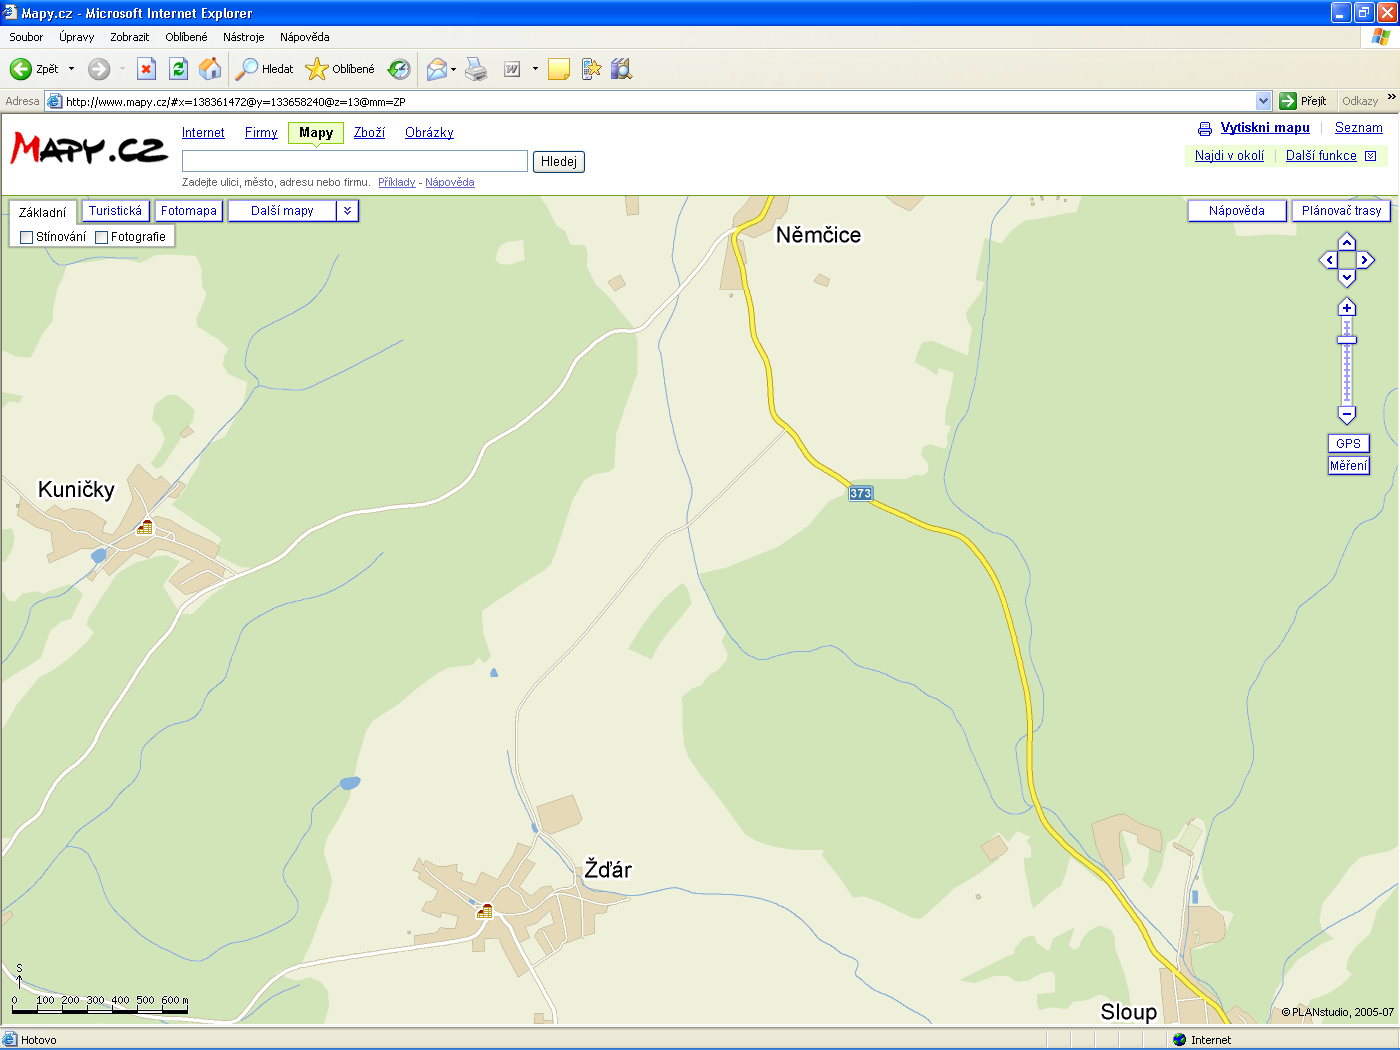 Mapy.cz - Microsoft Internet Explorer
Soubor Úpravy Zobrazit Oblíbené Nástroje Nápověda
Zpět Hledat Oblíbené
Adresa http://www.mapy.cz/#x=138361472@y=133658240@z=13@mm=ZP Přejít Odkazy »
MAPY.CZ
Internet Firmy Mapy Zboží Obrázky
Vytiskni mapu | Seznam
Hledej
Najdi v okolí | Další funkce
Zadejte ulici, město, adresu nebo firmu. Příklady - Nápověda
Základní Turistická Fotomapa Další mapy
Nápověda Plánovač trasy
Stínování Fotografie
Němčice
GPS
Měření
Kuničky
373
Žďár
S
0 100 200 300 400 500 600 m
Sloup
© PLANstudio, 2005-07
Hotovo Internet